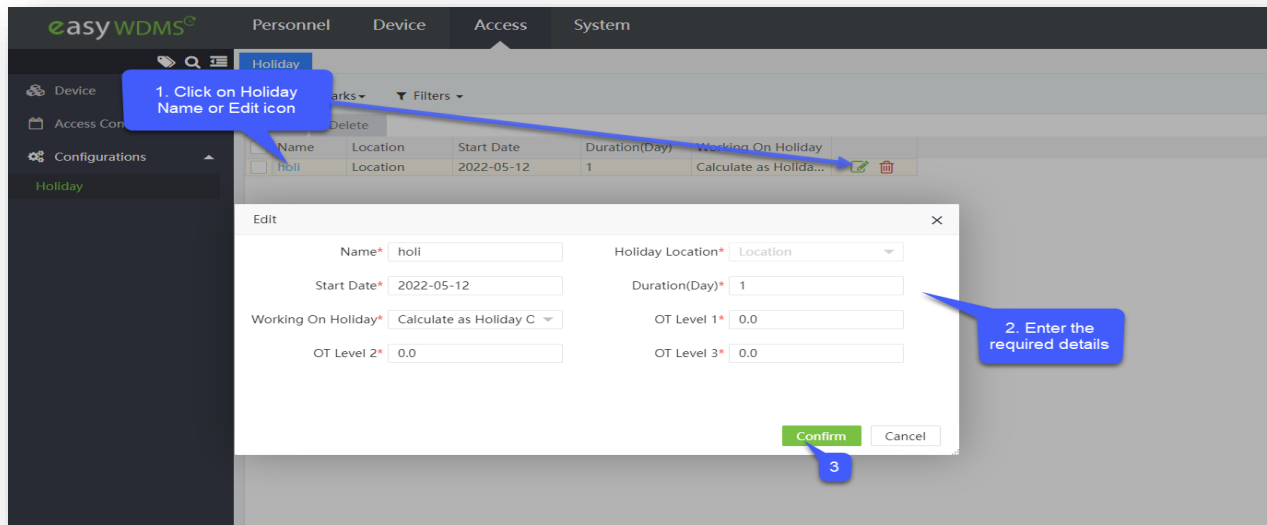 easy WDMS
Personnel Device Access System
Holiday
Device
1. Click on Holiday
Name or Edit icon
Filters
Access
Delete
Configurations
Name Location Start Date Duration(Day) Working On Holiday
holi Location 2022-05-12 1 Calculate as Holida...
Holiday
Edit
Name* holi Holiday Location* Location
Start Date* 2022-05-12 Duration(Day)* 1
Working On Holiday* Calculate as Holiday O OT Level 1* 0.0
OT Level 2* 0.0 OT Level 3* 0.0
2. Enter the
required details
Confirm Cancel
3